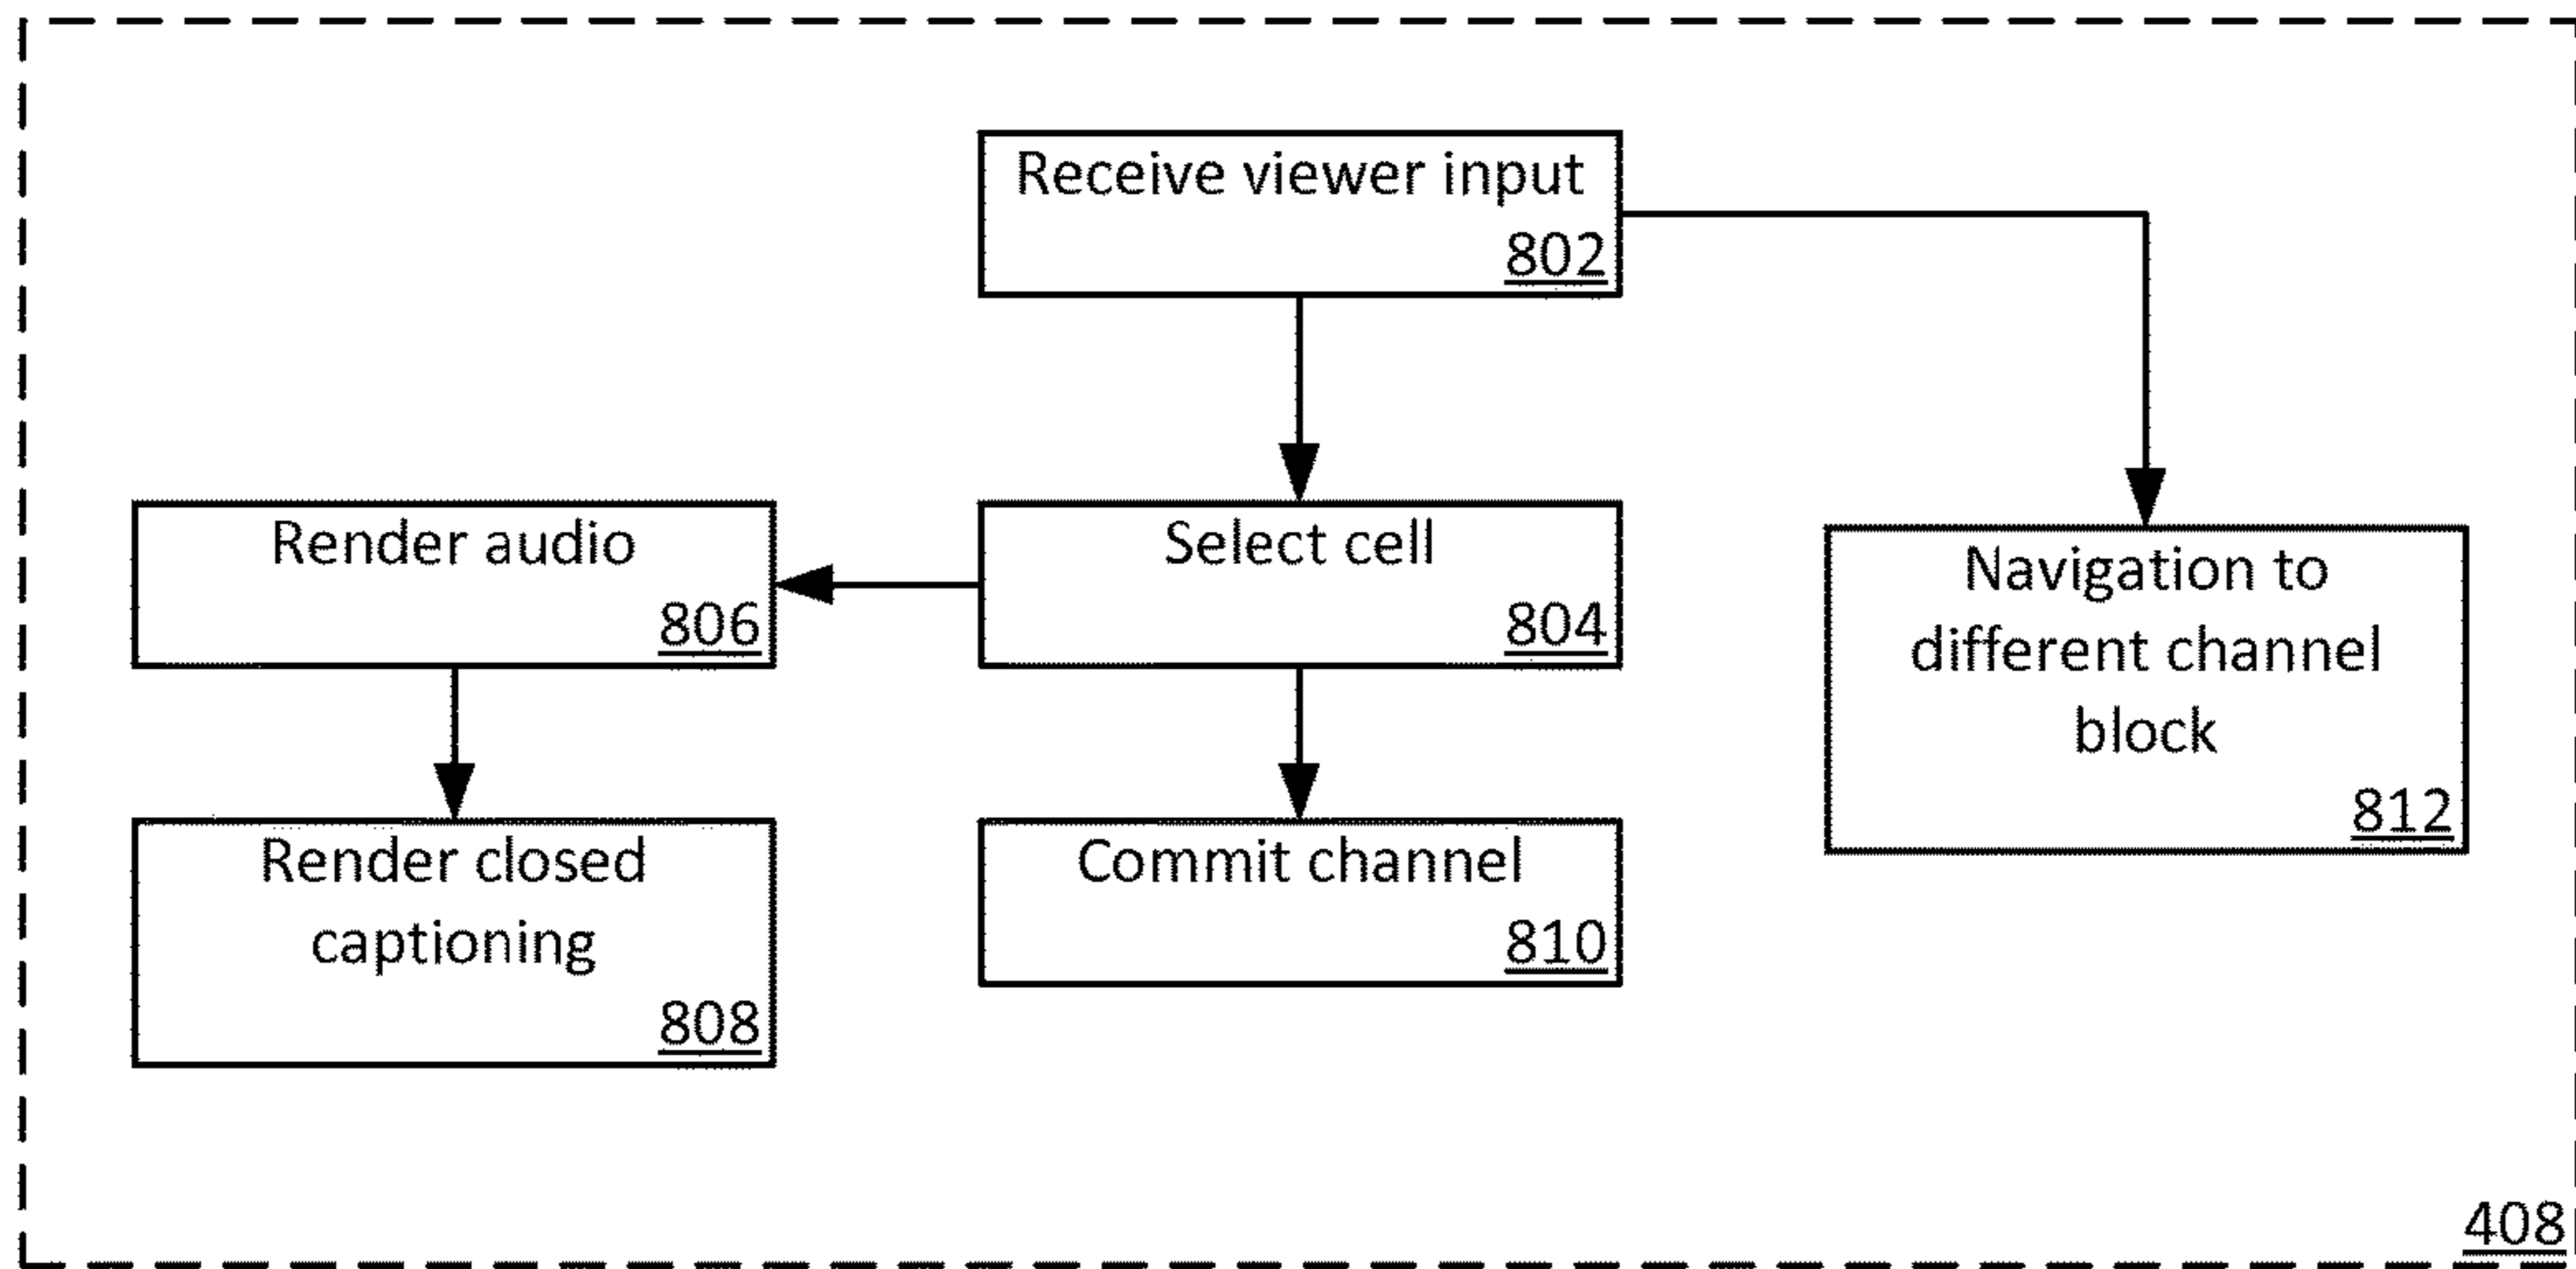 Receive viewer input
802
Render audio
806
Select cell
804
Navigation to
different channel
block
812
Render closed
captioning
808
Commit channel
810
408